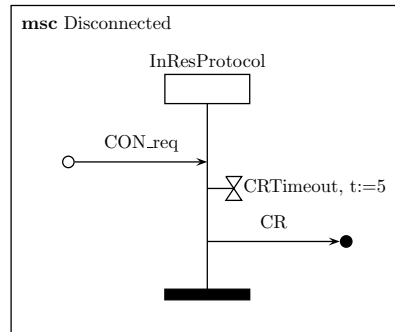 msc Disconnected
InResProtocol
CON_req
CRTimeout, t:=5
CR